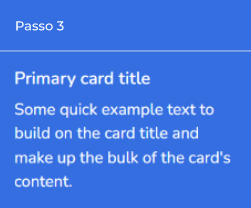 Passo 3
Primary card title
Some quick example text to
build on the card title and
make up the bulk of the card's
content.